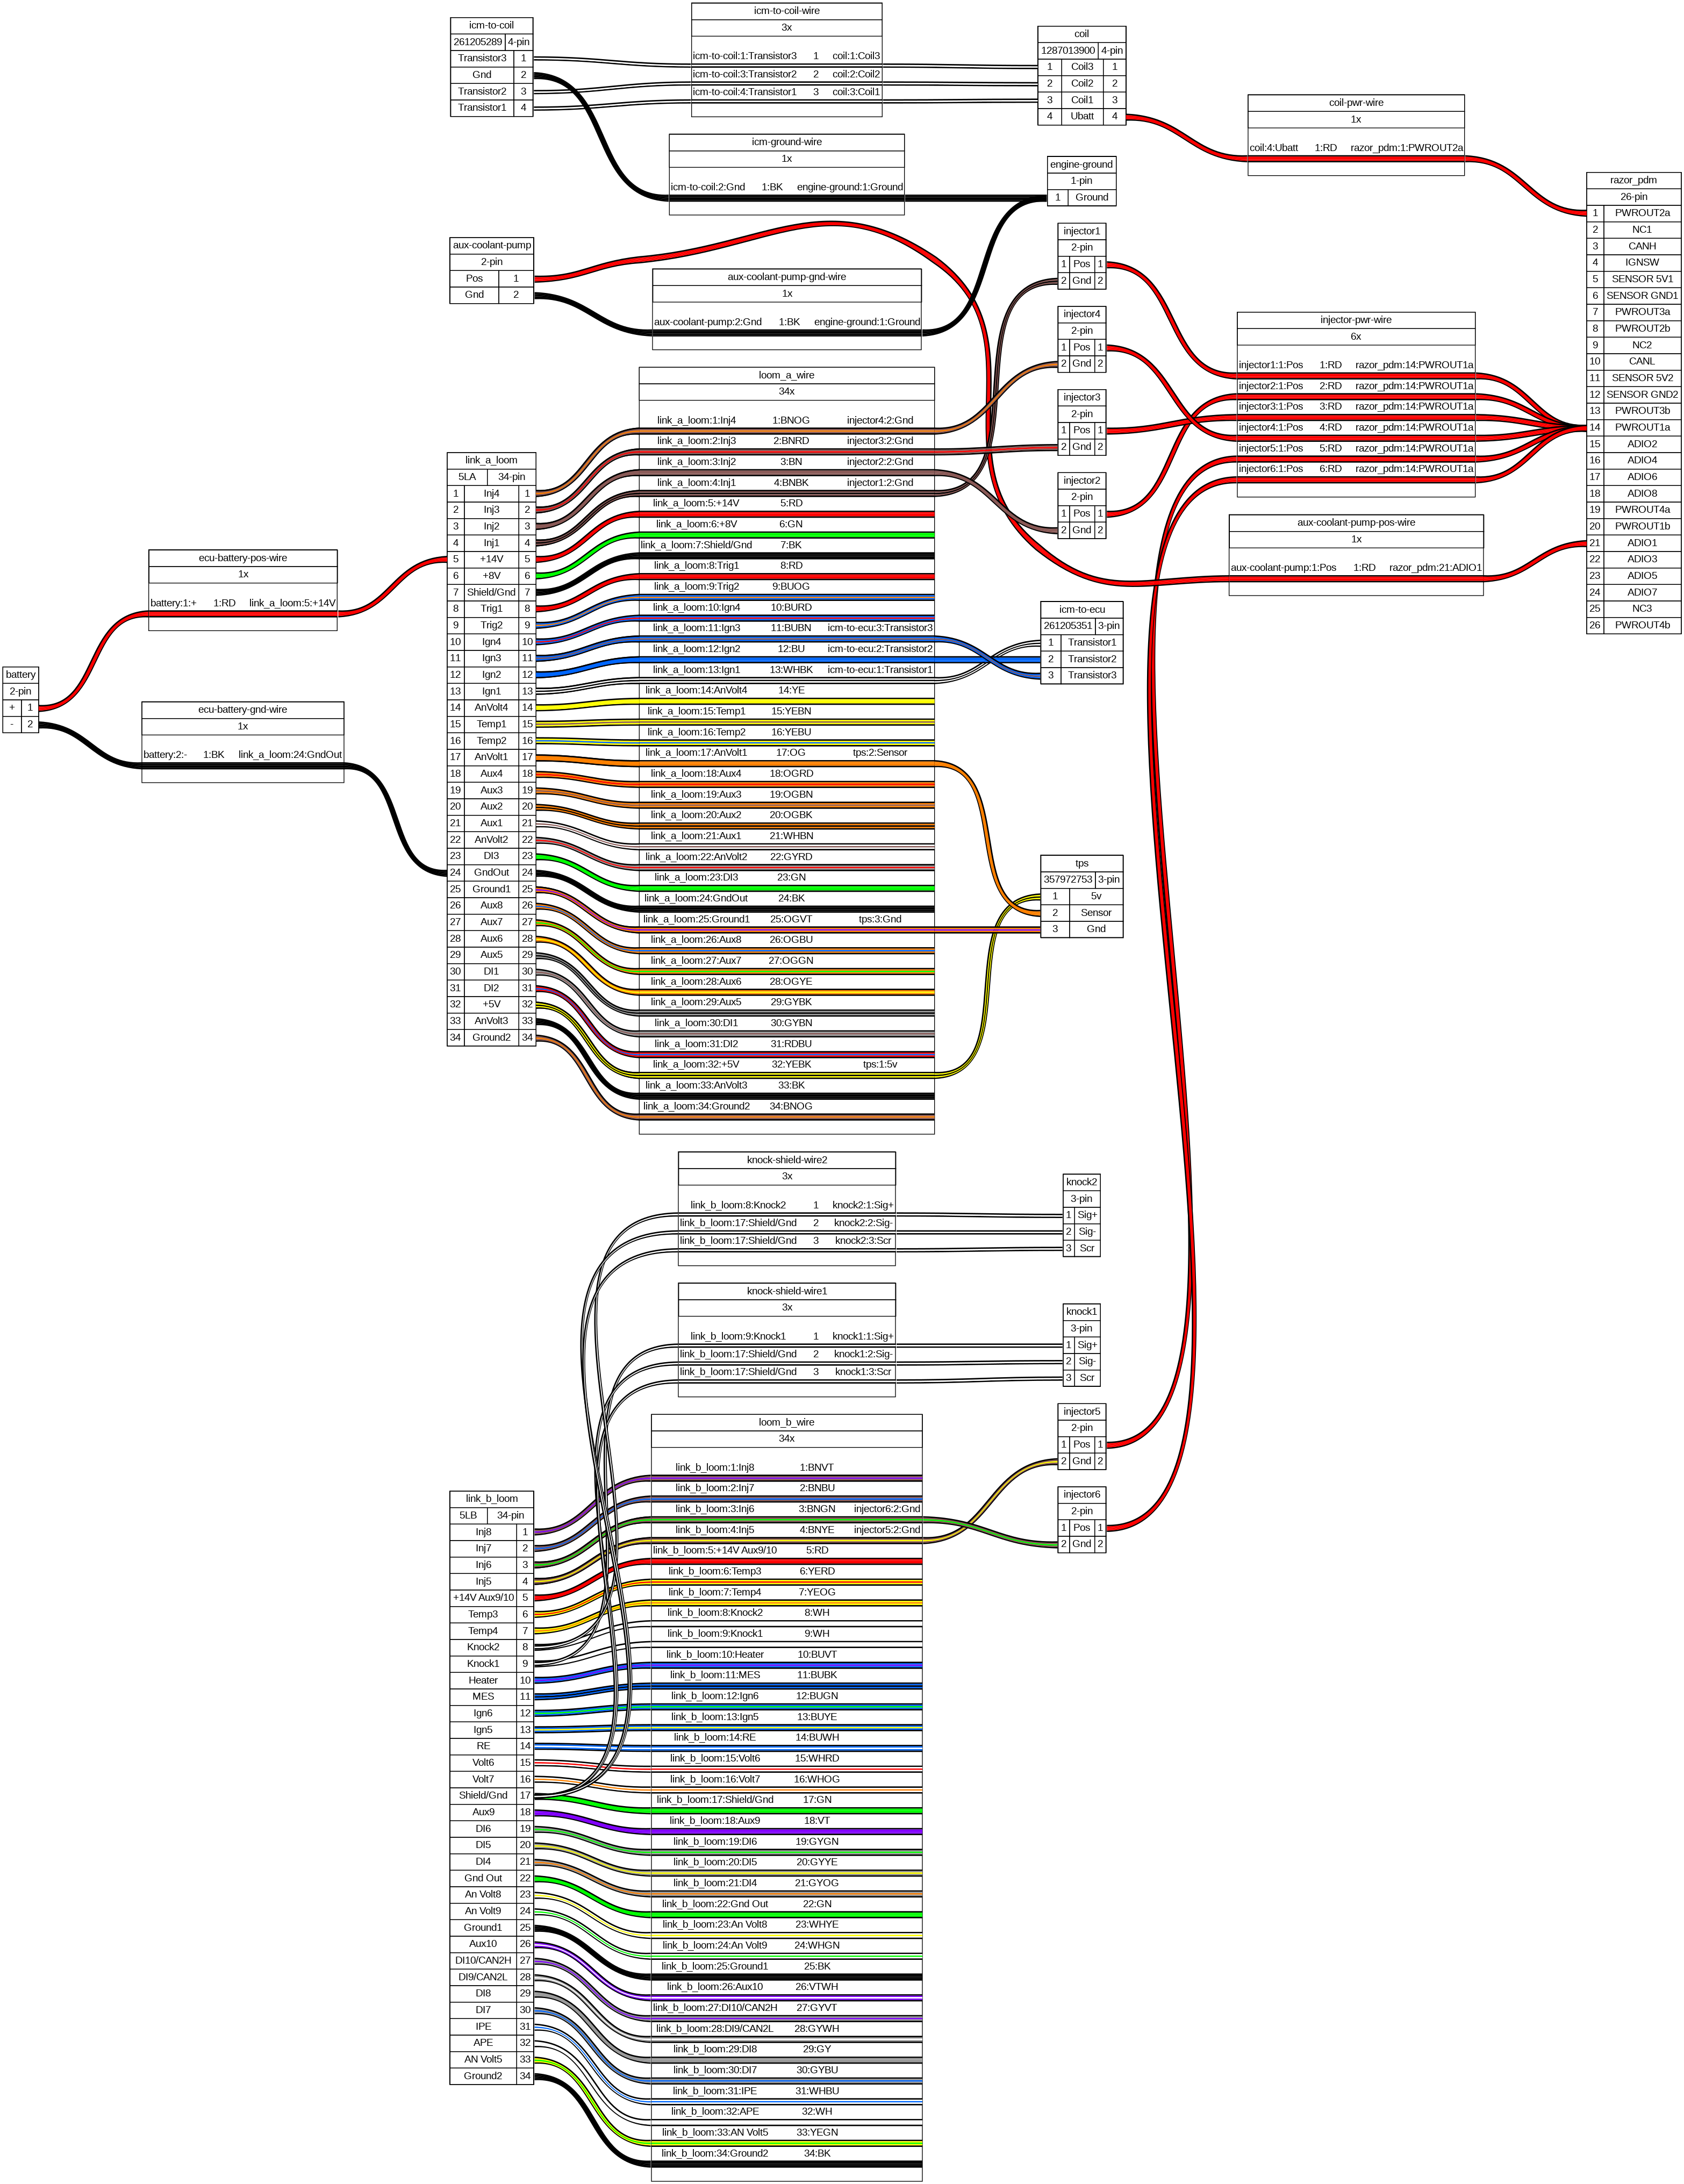 icm-to-coil
261205289 4-pin
Transistor3 1
Gnd 2
Transistor2 3
Transistor1 4
icm-to-coil-wire
3x
icm-to-coil:1:Transistor3 1 coil:1:Coil3
icm-to-coil:3:Transistor2 2 coil:2:Coil2
icm-to-coil:4:Transistor1 3 coil:3:Coil1
coil
1287013900 4-pin
1 Coil3 1
2 Coil2 2
3 Coil1 3
4 Ubatt 4
coil-pwr-wire
1x
coil:4:Ubatt 1:RD razor_pdm:1:PWROUT2a
icm-ground-wire
1x
icm-to-coil:2:Gnd 1:BK engine-ground:1:Ground
engine-ground
1-pin
1 Ground
razor_pdm
26-pin
1 PWROUT2a
2 NC1
3 CANH
4 IGNSW
5 SENSOR 5V1
6 SENSOR GND1
7 PWROUT3a
8 PWROUT2b
9 NC2
10 CANL
11 SENSOR 5V2
12 SENSOR GND2
13 PWROUT3b
14 PWROUT1a
15 ADIO2
16 ADIO4
17 ADIO6
18 ADIO8
19 PWROUT4a
20 PWROUT1b
21 ADIO1
22 ADIO3
23 ADIO5
24 ADIO7
25 NC3
26 PWROUT4b
aux-coolant-pump
2-pin
Pos 1
Gnd 2
aux-coolant-pump-gnd-wire
1x
aux-coolant-pump:2:Gnd 1:BK engine-ground:1:Ground
injector1
2-pin
1 Pos 1
2 Gnd 2
injector4
2-pin
1 Pos 1
2 Gnd 2
injector3
2-pin
1 Pos 1
2 Gnd 2
injector2
2-pin
1 Pos 1
2 Gnd 2
injector-pwr-wire
6x
injector1:1:Pos 1:RD razor_pdm:14:PWROUT1a
injector2:1:Pos 2:RD razor_pdm:14:PWROUT1a
injector3:1:Pos 3:RD razor_pdm:14:PWROUT1a
injector4:1:Pos 4:RD razor_pdm:14:PWROUT1a
injector5:1:Pos 5:RD razor_pdm:14:PWROUT1a
injector6:1:Pos 6:RD razor_pdm:14:PWROUT1a
aux-coolant-pump-pos-wire
1x
aux-coolant-pump:1:Pos 1:RD razor_pdm:21:ADIO1
battery
2-pin
+ 1
- 2
ecu-battery-pos-wire
1x
battery:1:+ 1:RD link_a_loom:5:+14V
ecu-battery-gnd-wire
1x
battery:2:- 1:BK link_a_loom:24:GndOut
link_a_loom
5LA 34-pin
1 Inj4 1
2 Inj3 2
3 Inj2 3
4 Inj1 4
5 +14V 5
6 +8V 6
7 Shield/Gnd 7
8 Trig1 8
9 Trig2 9
10 Ign4 10
11 Ign3 11
12 Ign2 12
13 Ign1 13
14 AnVolt4 14
15 Temp1 15
16 Temp2 16
17 AnVolt1 17
18 Aux4 18
19 Aux3 19
20 Aux2 20
21 Aux1 21
22 AnVolt2 22
23 DI3 23
24 GndOut 24
25 Ground1 25
26 Aux8 26
27 Aux7 27
28 Aux6 28
29 Aux5 29
30 DI1 30
31 DI2 31
32 +5V 32
33 AnVolt3 33
34 Ground2 34
loom_a_wire
34x
link_a_loom:1:Inj4 1:BNOG injector4:2:Gnd
link_a_loom:2:Inj3 2:BNRD injector3:2:Gnd
link_a_loom:3:Inj2 3:BN injector2:2:Gnd
link_a_loom:4:Inj1 4:BNBK injector1:2:Gnd
link_a_loom:5:+14V 5:RD
link_a_loom:6:+8V 6:GN
link_a_loom:7:Shield/Gnd 7:BK
link_a_loom:8:Trig1 8:RD
link_a_loom:9:Trig2 9:BUOG
link_a_loom:10:Ign4 10:BURD
link_a_loom:11:Ign3 11:BUBN icm-to-ecu:3:Transistor3
link_a_loom:12:Ign2 12:BU icm-to-ecu:2:Transistor2
link_a_loom:13:Ign1 13:WHBK icm-to-ecu:1:Transistor1
link_a_loom:14:AnVolt4 14:YE
link_a_loom:15:Temp1 15:YEBN
link_a_loom:16:Temp2 16:YEBU
link_a_loom:17:AnVolt1 17:OG tps:2:Sensor
link_a_loom:18:Aux4 18:OGRD
link_a_loom:19:Aux3 19:OGBN
link_a_loom:20:Aux2 20:OGBK
link_a_loom:21:Aux1 21:WHBN
link_a_loom:22:AnVolt2 22:GYRD
link_a_loom:23:DI3 23:GN
link_a_loom:24:GndOut 24:BK
link_a_loom:25:Ground1 25:OGVT tps:3:Gnd
link_a_loom:26:Aux8 26:OGBU
link_a_loom:27:Aux7 27:OGGN
link_a_loom:28:Aux6 28:OGYE
link_a_loom:29:Aux5 29:GYBK
link_a_loom:30:DI1 30:GYBN
link_a_loom:31:DI2 31:RDBU
link_a_loom:32:+5V 32:YEBK tps:1:5v
link_a_loom:33:AnVolt3 33:BK
link_a_loom:34:Ground2 34:BNOG
icm-to-ecu
261205351 3-pin
1 Transistor1
2 Transistor2
3 Transistor3
tps
357972753 3-pin
1 5v
2 Sensor
3 Gnd
knock-shield-wire2
3x
link_b_loom:8:Knock2 1 knock2:1:Sig+
link_b_loom:17:Shield/Gnd 2 knock2:2:Sig-
link_b_loom:17:Shield/Gnd 3 knock2:3:Scr
knock2
3-pin
1 Sig+
2 Sig-
3 Scr
knock-shield-wire1
3x
link_b_loom:9:Knock1 1 knock1:1:Sig+
link_b_loom:17:Shield/Gnd 2 knock1:2:Sig-
link_b_loom:17:Shield/Gnd 3 knock1:3:Scr
knock1
3-pin
1 Sig+
2 Sig-
3 Scr
injector5
2-pin
1 Pos 1
2 Gnd 2
injector6
2-pin
1 Pos 1
2 Gnd 2
link_b_loom
5LB 34-pin
Inj8 1
Inj7 2
Inj6 3
Inj5 4
+14V Aux9/10 5
Temp3 6
Temp4 7
Knock2 8
Knock1 9
Heater 10
MES 11
Ign6 12
Ign5 13
RE 14
Volt6 15
Volt7 16
Shield/Gnd 17
Aux9 18
DI6 19
DI5 20
DI4 21
Gnd Out 22
An Volt8 23
An Volt9 24
Ground1 25
Aux10 26
DI10/CAN2H 27
DI9/CAN2L 28
DI8 29
DI7 30
IPE 31
APE 32
AN Volt5 33
Ground2 34
loom_b_wire
34x
link_b_loom:1:Inj8 1:BNVT
link_b_loom:2:Inj7 2:BNBU
link_b_loom:3:Inj6 3:BNGN injector6:2:Gnd
link_b_loom:4:Inj5 4:BNYE injector5:2:Gnd
link_b_loom:5:+14V Aux9/10 5:RD
link_b_loom:6:Temp3 6:YERD
link_b_loom:7:Temp4 7:YEOG
link_b_loom:8:Knock2 8:WH
link_b_loom:9:Knock1 9:WH
link_b_loom:10:Heater 10:BUVT
link_b_loom:11:MES 11:BUBK
link_b_loom:12:Ign6 12:BUGN
link_b_loom:13:Ign5 13:BUYE
link_b_loom:14:RE 14:BUWH
link_b_loom:15:Volt6 15:WHRD
link_b_loom:16:Volt7 16:WHOG
link_b_loom:17:Shield/Gnd 17:GN
link_b_loom:18:Aux9 18:VT
link_b_loom:19:DI6 19:GYGN
link_b_loom:20:DI5 20:GYYE
link_b_loom:21:DI4 21:GYOG
link_b_loom:22:Gnd Out 22:GN
link_b_loom:23:An Volt8 23:WHYE
link_b_loom:24:An Volt9 24:WHGN
link_b_loom:25:Ground1 25:BK
link_b_loom:26:Aux10 26:VTWH
link_b_loom:27:DI10/CAN2H 27:GYVT
link_b_loom:28:DI9/CAN2L 28:GYWH
link_b_loom:29:DI8 29:GY
link_b_loom:30:DI7 30:GYBU
link_b_loom:31:IPE 31:WHBU
link_b_loom:32:APE 32:WH
link_b_loom:33:AN Volt5 33:YEGN
link_b_loom:34:Ground2 34:BK